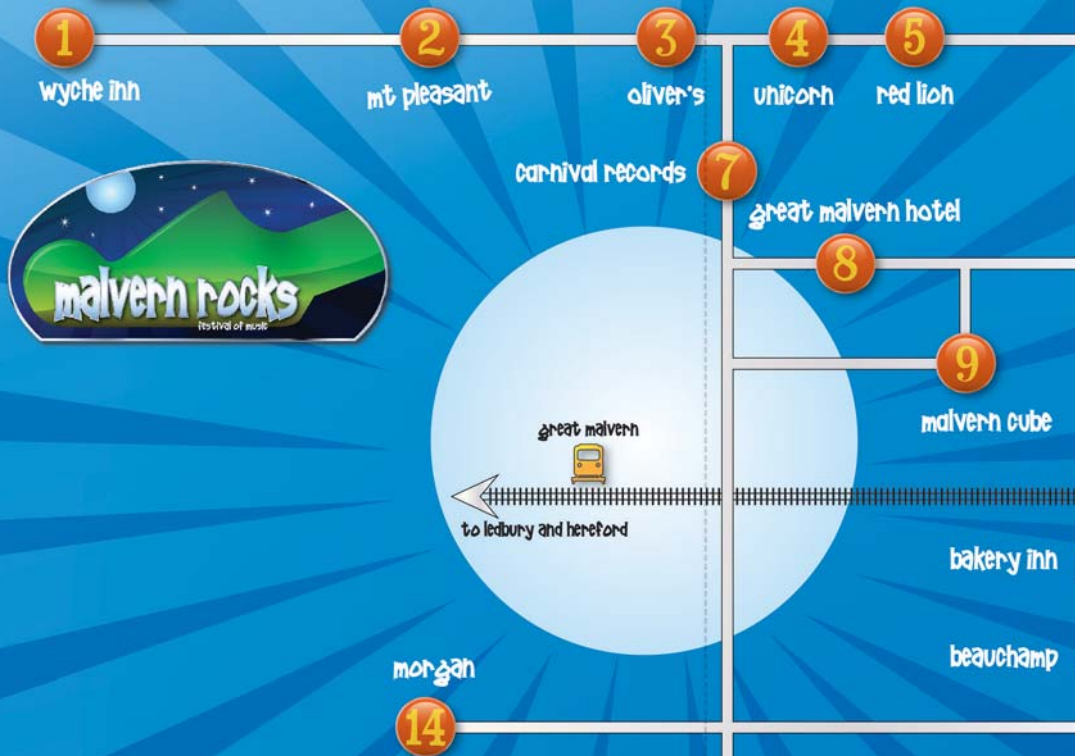 1
2
3
4
5
wyche inn
mt pleasant
oliver's
unicorn
red lion
carnival records
7
great malvern hotel
8
malvern rocks
festival of music
9
malvern cube
great malvern
to ledbury and hereford
bakery inn
beauchamp
morgan
14